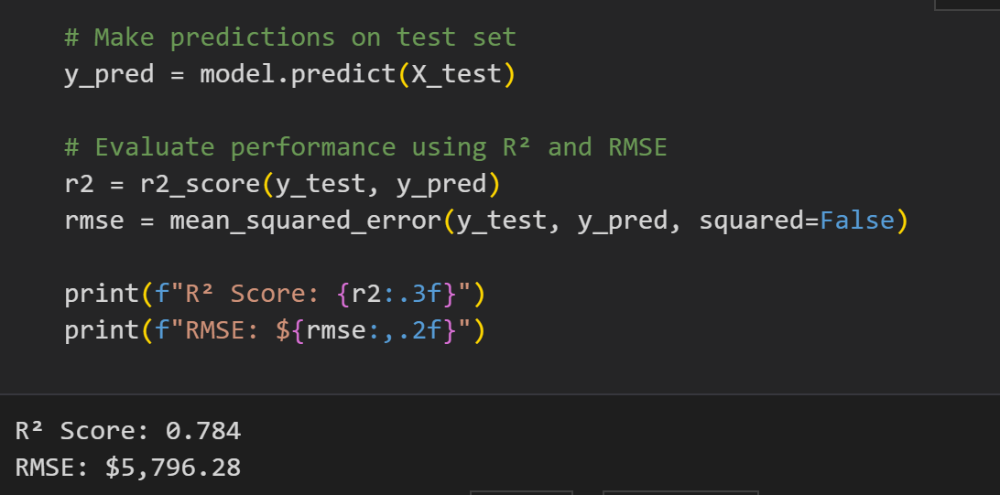 # Make predictions on test set
y_pred = model.predict(X_test)
# Evaluate performance using R² and RMSE
r2 = r2_score(y_test, y_pred)
rmse = mean_squared_error(y_test, y_pred, squared=False)
print(f"R² Score: {r2:.3f}")
print(f"RMSE: ${rmse:,.2f}")
R² Score: 0.784
RMSE: $5,796.28